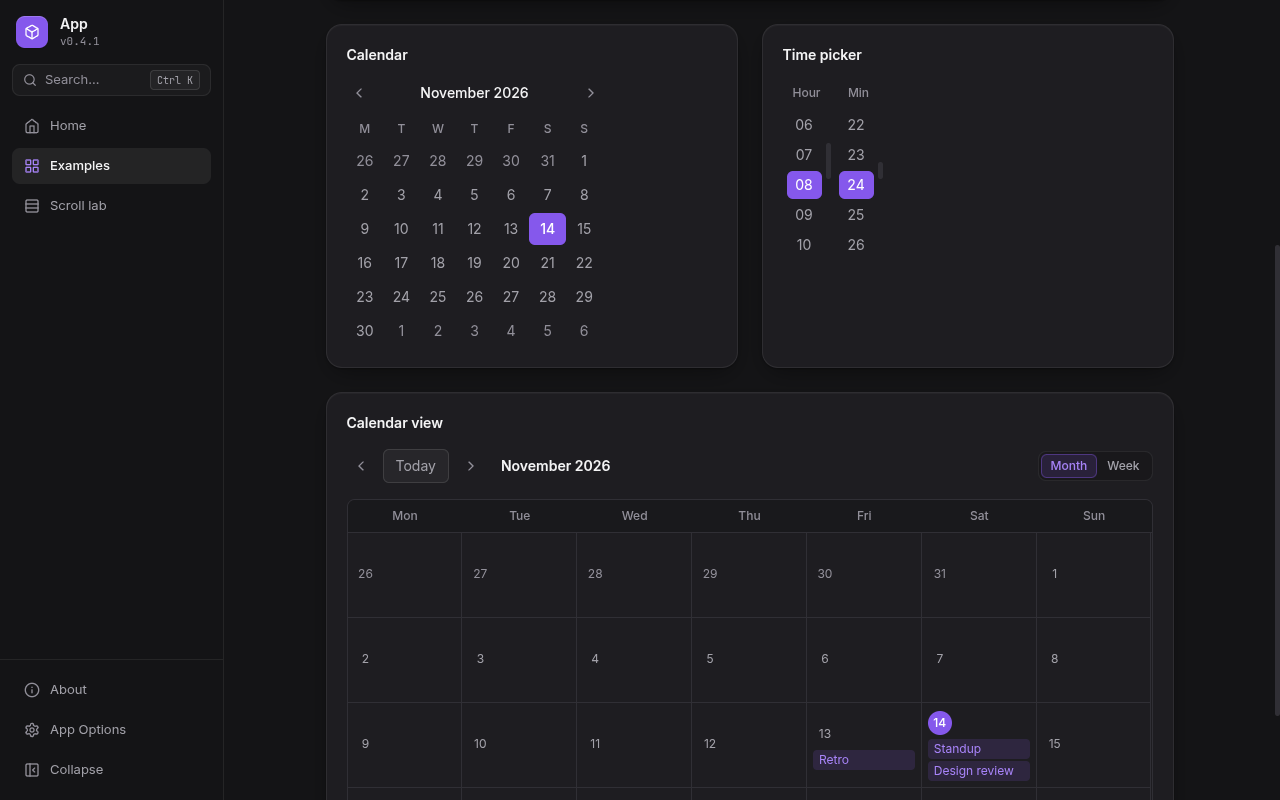 App
v0.4.1
Search... Ctrl K
Home
Examples
Scroll lab
About
App Options
Collapse
Calendar
November 2026
M T W T F S S
26 27 28 29 30 31 1
2 3 4 5 6 7 8
9 10 11 12 13 14 15
16 17 18 19 20 21 22
23 24 25 26 27 28 29
30 1 2 3 4 5 6
Time picker
Hour Min
06 22
07 23
08 24
09 25
10 26
Calendar view
Today November 2026 Month Week
Mon Tue Wed Thu Fri Sat Sun
26 27 28 29 30 31 1
2 3 4 5 6 7 8
9 10 11 12 13 14 15
Retro Standup
Design review